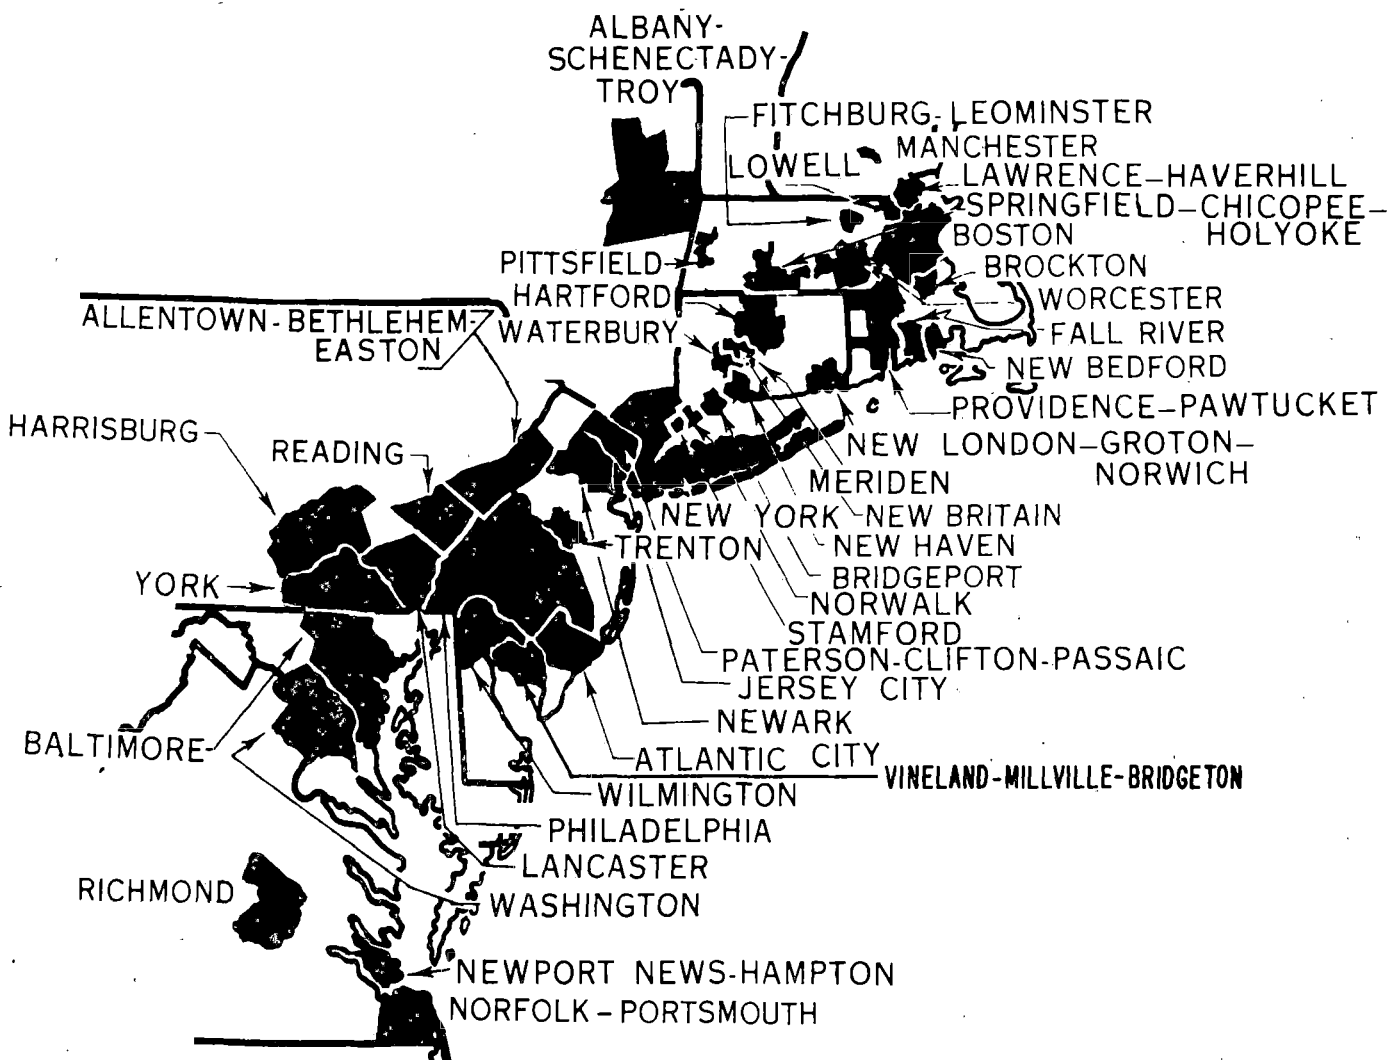 ALBANY-
SCHENECTADY-
TROY
FITCHBURG-LEOMINSTER
MANCHESTER
LOWELL
LAWRENCE-HAVERHILL
SPRINGFIELD-CHICOPEE-
HOLYOKE
BOSTON
PITTSFIELD
BROCKTON
HARTFORD
WORCESTER
ALLENTOWN-BETHLEHEM-
EASTON
WATERBURY
FALL RIVER
NEW BEDFORD
PROVIDENCE-PAWTUCKET
HARRISBURG
READING
NEW LONDON-GROTON-
NORWICH
MERIDEN
NEW YORK
NEW BRITAIN
TRENTON
NEW HAVEN
YORK
BRIDGEPORT
NORWALK
STAMFORD
PATERSON-CLIFTON-PASSAIC
JERSEY CITY
NEWARK
BALTIMORE
ATLANTIC CITY
VINELAND-MILLVILLE-BRIDGETON
WILMINGTON
PHILADELPHIA
LANCASTER
RICHMOND
WASHINGTON
NEWPORT NEWS-HAMPTON
NORFOLK-PORTSMOUTH